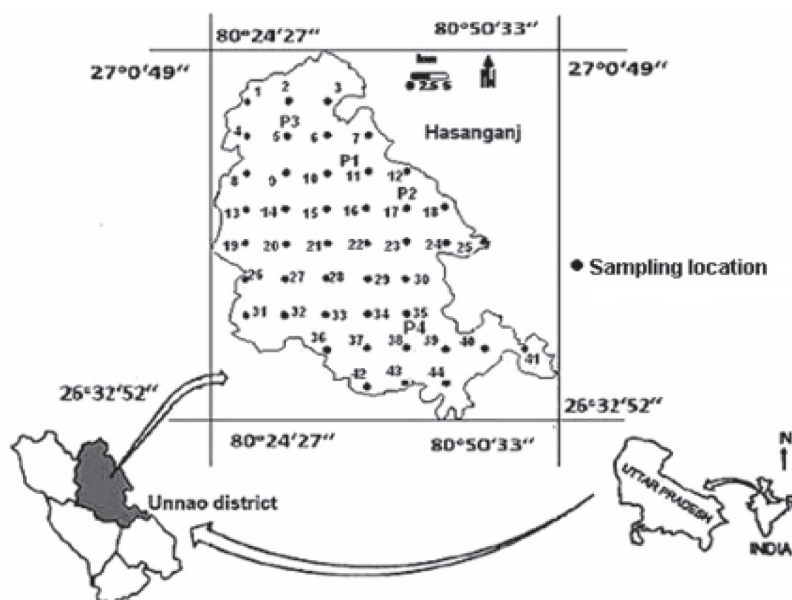 80°24′27″ 80°50′33″
27°0′49″ 27°0′49″
km
2.5 5
N
Hasanganj
1 2 3
P3
4 5 6 7
P1
8 9 10 11 12
P2
13 14 15 16 17 18
19 20 21 22 23 24 25
● Sampling location
26 27 28 29 30
31 32 33 34 35
P4
36 37 38 39 40 41
42 43 44
26°32′52″ 26°32′52″
80°24′27″ 80°50′33″
Unnao district
UTTAR PRADESH
N
INDIA